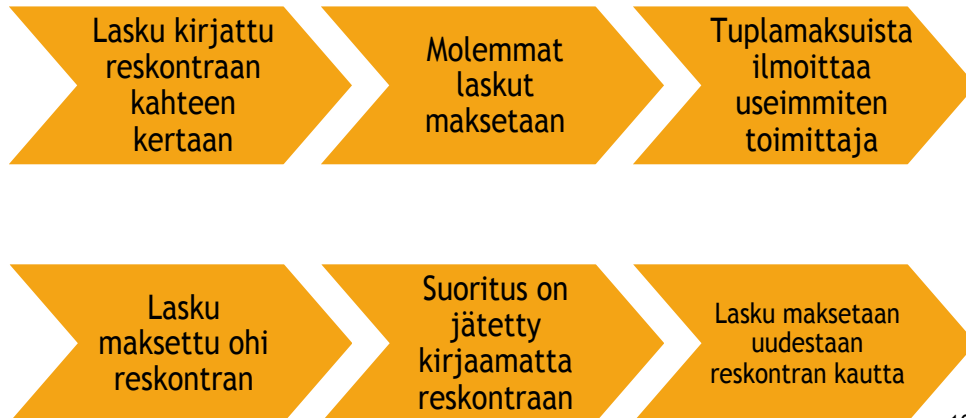 Lasku kirjattu
reskontraan
kahteen
kertaan
Molemmat
laskut
maksetaan
Tuplamaksuista
ilmoittaa
useimmiten
toimittaja
Lasku
maksettu ohi
reskontran
Suoritus on
jätetty
kirjaamatta
reskontraan
Lasku maksetaan
uudestaan
reskontran kautta